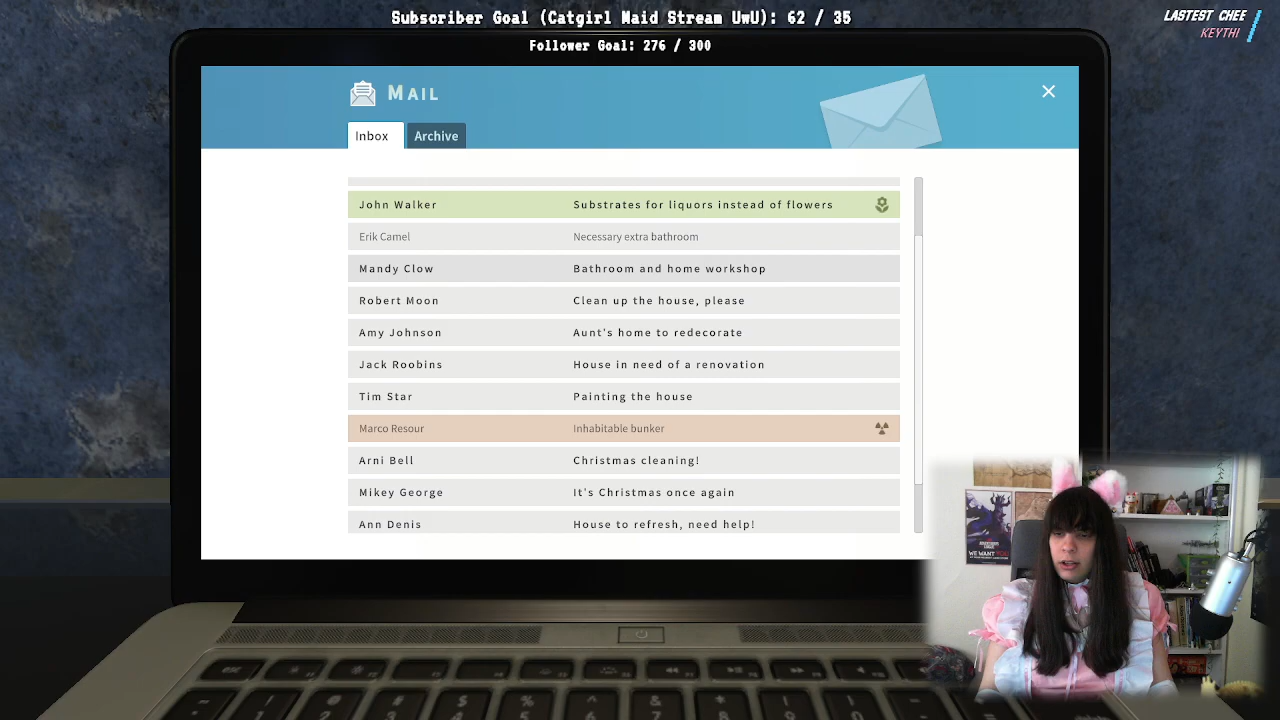 Subscriber Goal (Catgirl Maid Stream UwU): 62 / 35
Follower Goal: 276 / 300
LASTEST CHEE
KEYTHI
MAIL
Inbox Archive
John Walker Substrates for liquors instead of flowers
Erik Camel Necessary extra bathroom
Mandy Clow Bathroom and home workshop
Robert Moon Clean up the house, please
Amy Johnson Aunt's home to redecorate
Jack Roobins House in need of a renovation
Tim Star Painting the house
Marco Resour Inhabitable bunker
Arni Bell Christmas cleaning!
Mikey George It's Christmas once again
Ann Denis House to refresh, need help!
WE WANT YOU